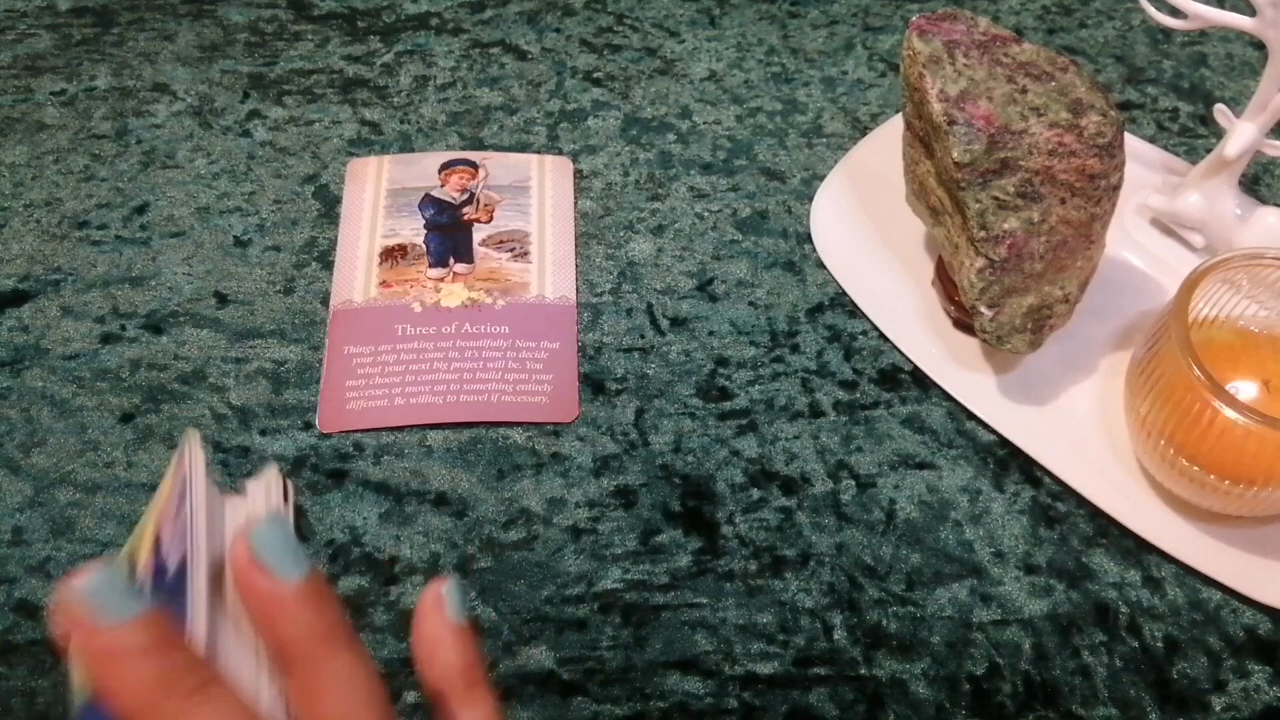 Three of Action
Things are working out beautifully! Now that
your ship has come in, it's time to decide
what your next big project will be. You
may choose to continue to build upon your
successes or move on to something entirely
different. Be willing to travel if necessary.